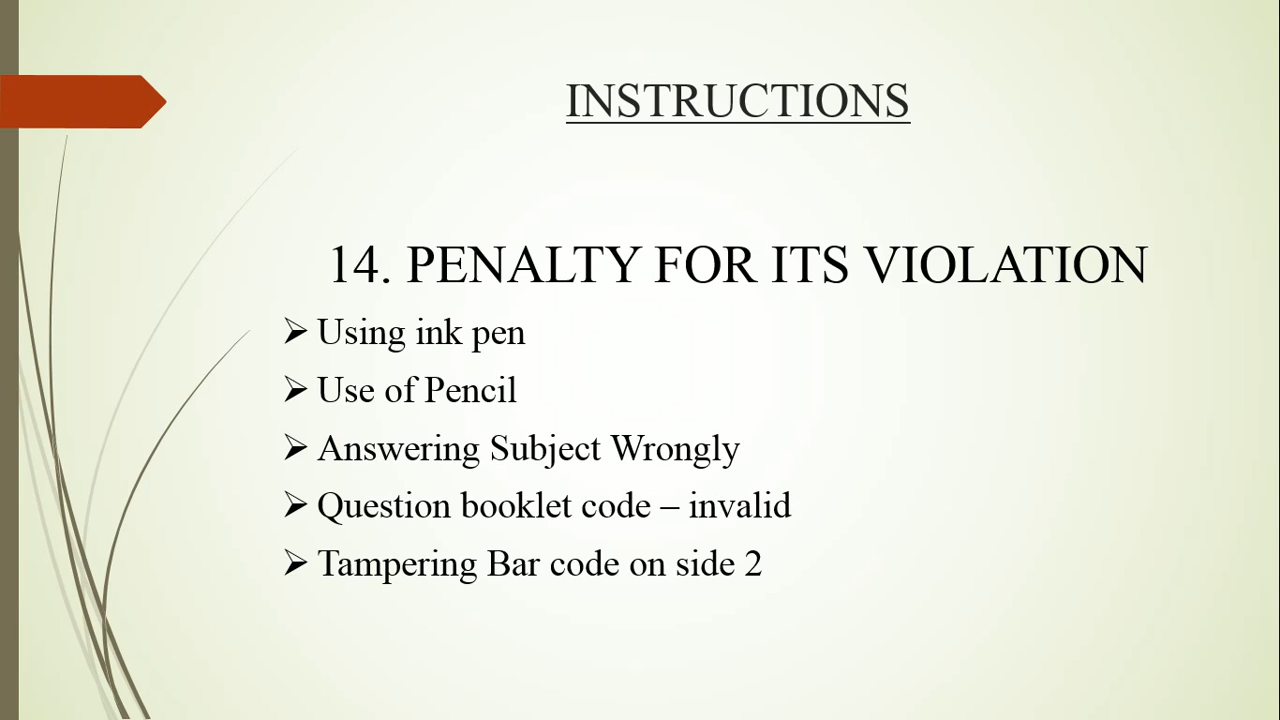 INSTRUCTIONS
14. PENALTY FOR ITS VIOLATION
➢ Using ink pen
➢ Use of Pencil
➢ Answering Subject Wrongly
➢ Question booklet code – invalid
➢ Tampering Bar code on side 2